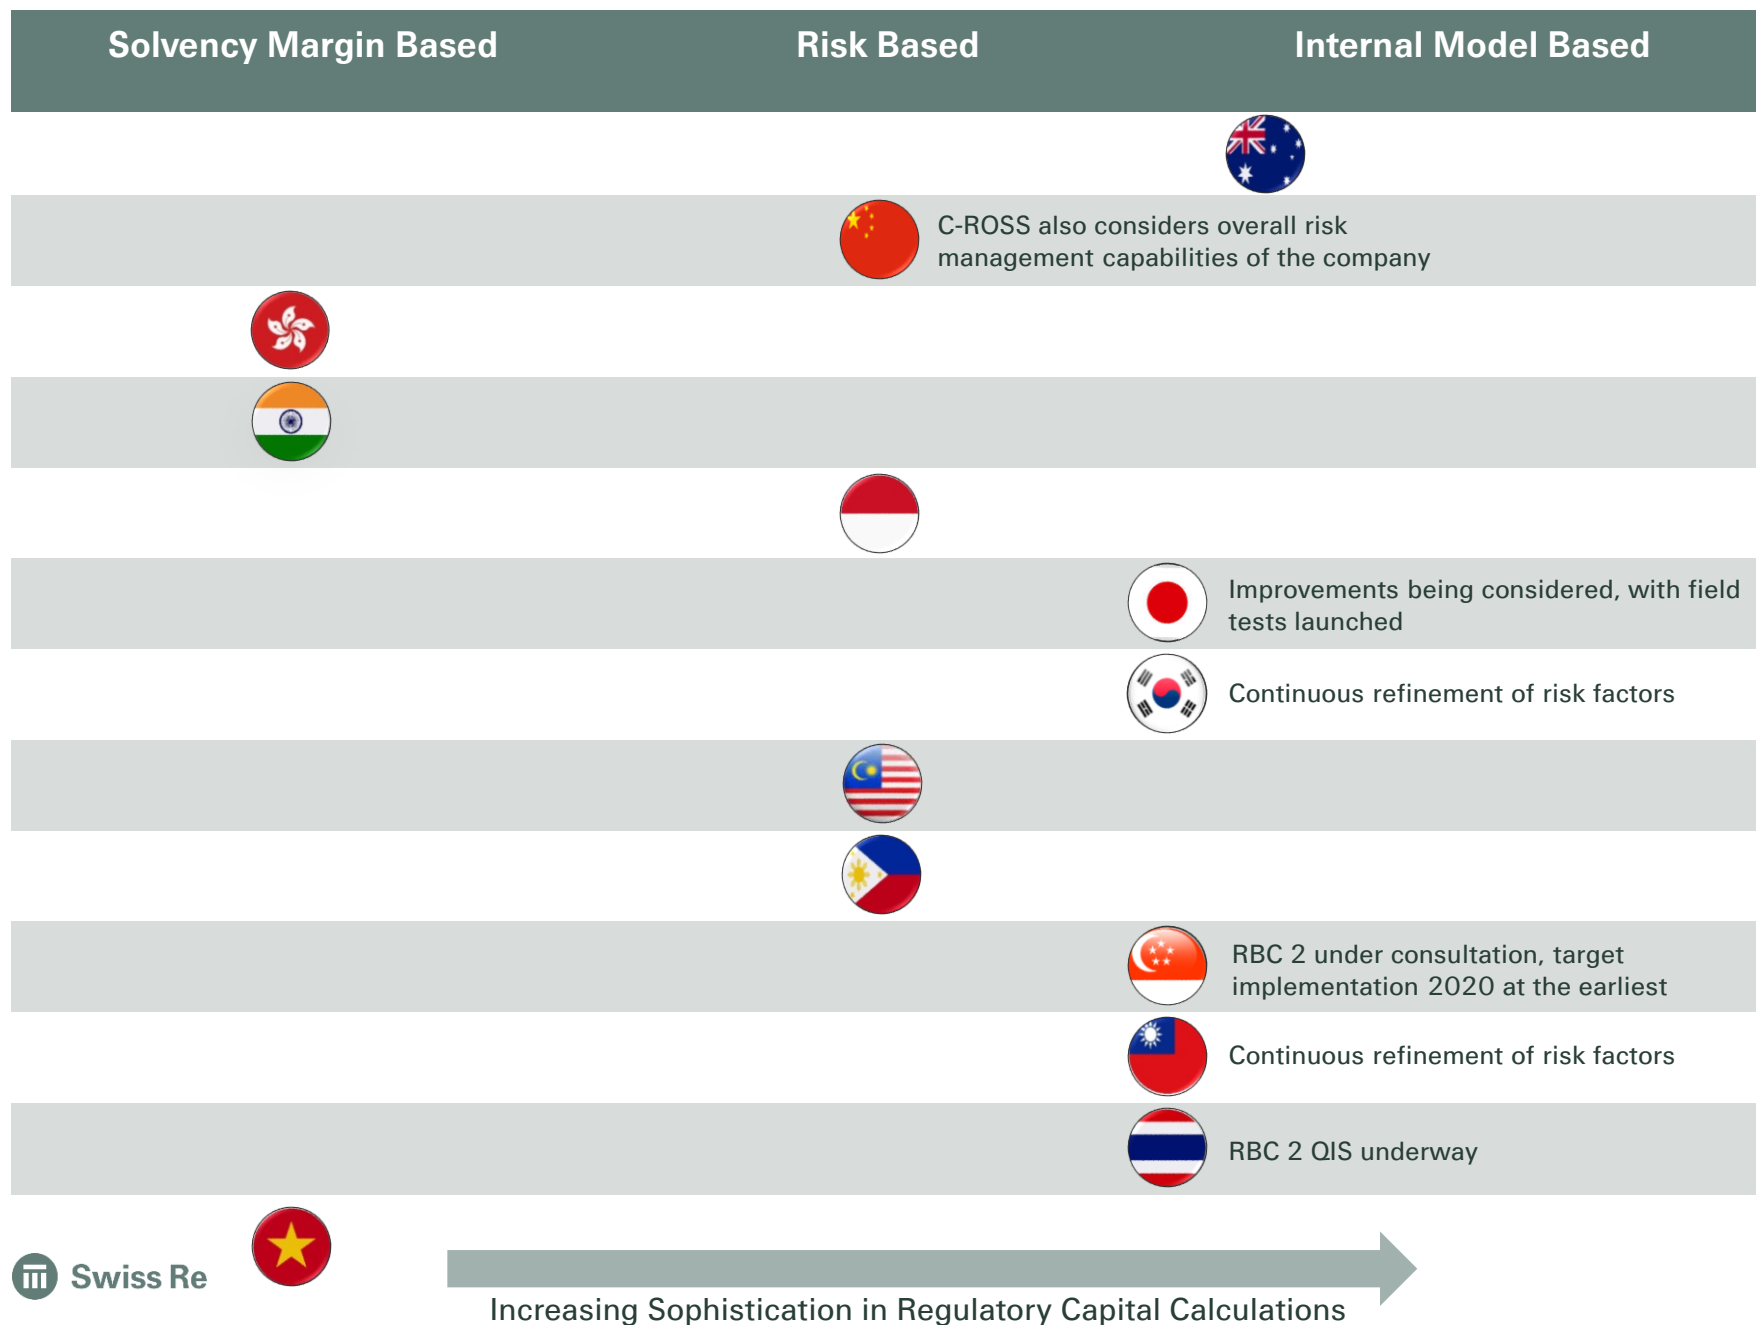 Solvency Margin Based
Risk Based
Internal Model Based
C-ROSS also considers overall risk
management capabilities of the company
Improvements being considered, with field
tests launched
Continuous refinement of risk factors
RBC 2 under consultation, target
implementation 2020 at the earliest
Continuous refinement of risk factors
RBC 2 QIS underway
Swiss Re
Increasing Sophistication in Regulatory Capital Calculations